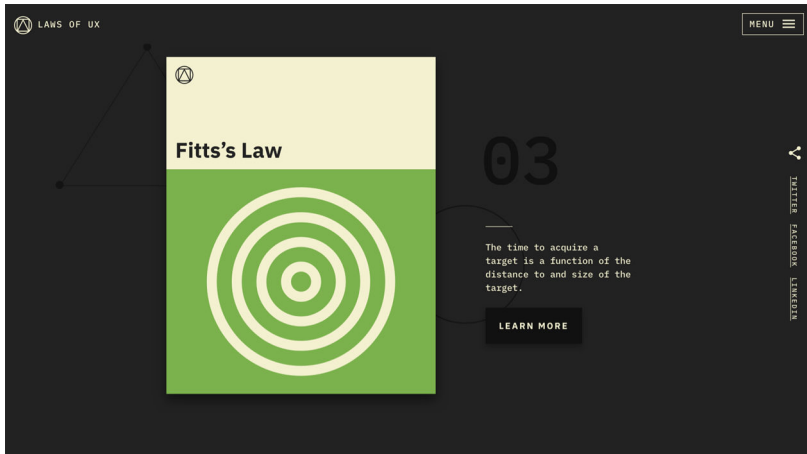 LAWS OF UX
MENU
Fitts’s Law
03
The time to acquire a
target is a function of the
distance to and size of the
target.
LEARN MORE
TWITTER
FACEBOOK
LINKEDIN